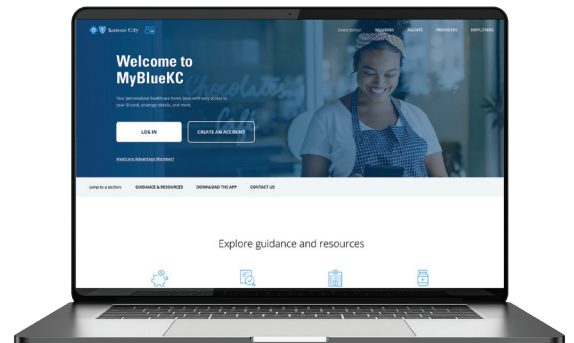 Kansas City
Select portal MEMBERS AGENTS PROVIDERS EMPLOYERS
Welcome to
MyBlueKC
Your personalized healthcare home base with easy access to
your ID card, coverage details, and more.
LOG IN CREATE AN ACCOUNT
Medicare Advantage Member?
Jump to a section: GUIDANCE & RESOURCES DOWNLOAD THE APP CONTACT US
Explore guidance and resources